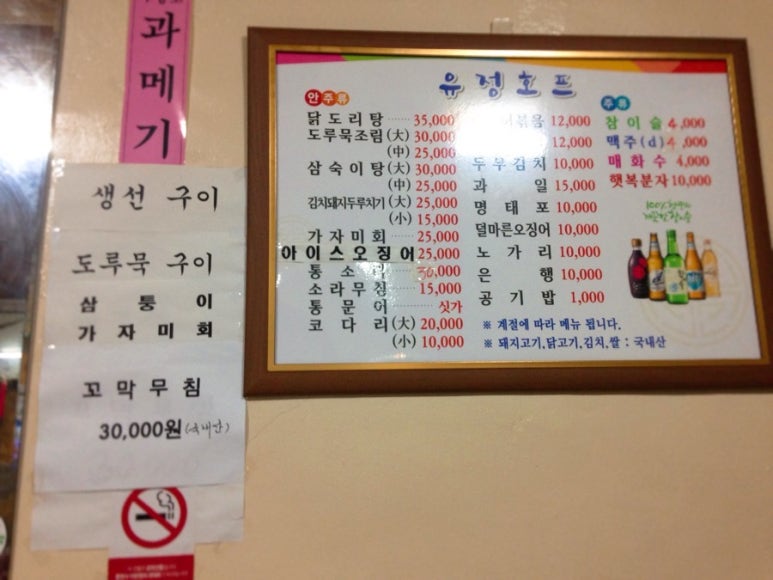 과메기
생선 구이
도루묵 구이
삼 퉁 이
가자미회
꼬막무침
30,000원 (국내산)
유정호프
안주류
닭도리탕 ······ 35,000
도루묵조림(大) 30,000
(中) 25,000
삼숙이탕(大) 30,000
(中) 25,000
김치돼지두루치기(大) 25,000
(小) 15,000
가자미회 ······ 25,000
아이스오징어 25,000
통소라 30,000
소라무침 15,000
통문어 싯가
코다리(大) 20,000
(小) 10,000
볶음 12,000
12,000
두부김치 10,000
과일 15,000
명태포 10,000
덜마른오징어 10,000
노가리 10,000
은행 10,000
공기밥 1,000
※ 계절에 따라 메뉴 됩니다.
※ 돼지고기,닭고기,김치,쌀 : 국내산
주류
참이슬 4,000
맥주(d) 4,000
매화수 4,000
햇복분자 10,000